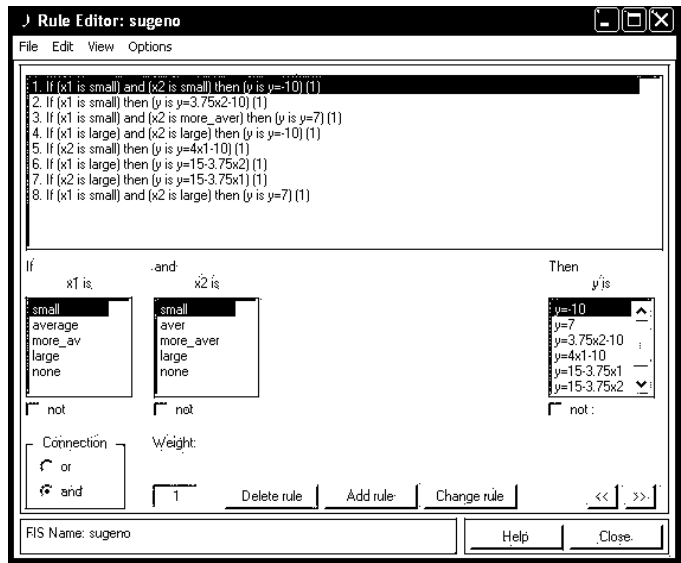 Rule Editor: sugeno
File Edit View Options
1. If (x1 is small) and (x2 is small) then (y is y=-10) (1)
2. If (x1 is small) then (y is y=3.75x2-10) (1)
3. If (x1 is small) and (x2 is more_aver) then (y is y=7) (1)
4. If (x1 is large) and (x2 is large) then (y is y=-10) (1)
5. If (x2 is small) then (y is y=4x1-10) (1)
6. If (x1 is large) then (y is y=15-3.75x2) (1)
7. If (x2 is large) then (y is y=15-3.75x1) (1)
8. If (x1 is small) and (x2 is large) then (y is y=7) (1)
If and Then
x1 is x2 is y is
small
average
more_av
large
none
small
aver
more_aver
large
none
y=-10
y=7
y=3.75x2-10
y=4x1-10
y=15-3.75x1
y=15-3.75x2
not not not
Connection
or
and
Weight:
1 Delete rule Add rule Change rule << >>
FIS Name: sugeno
Help Close